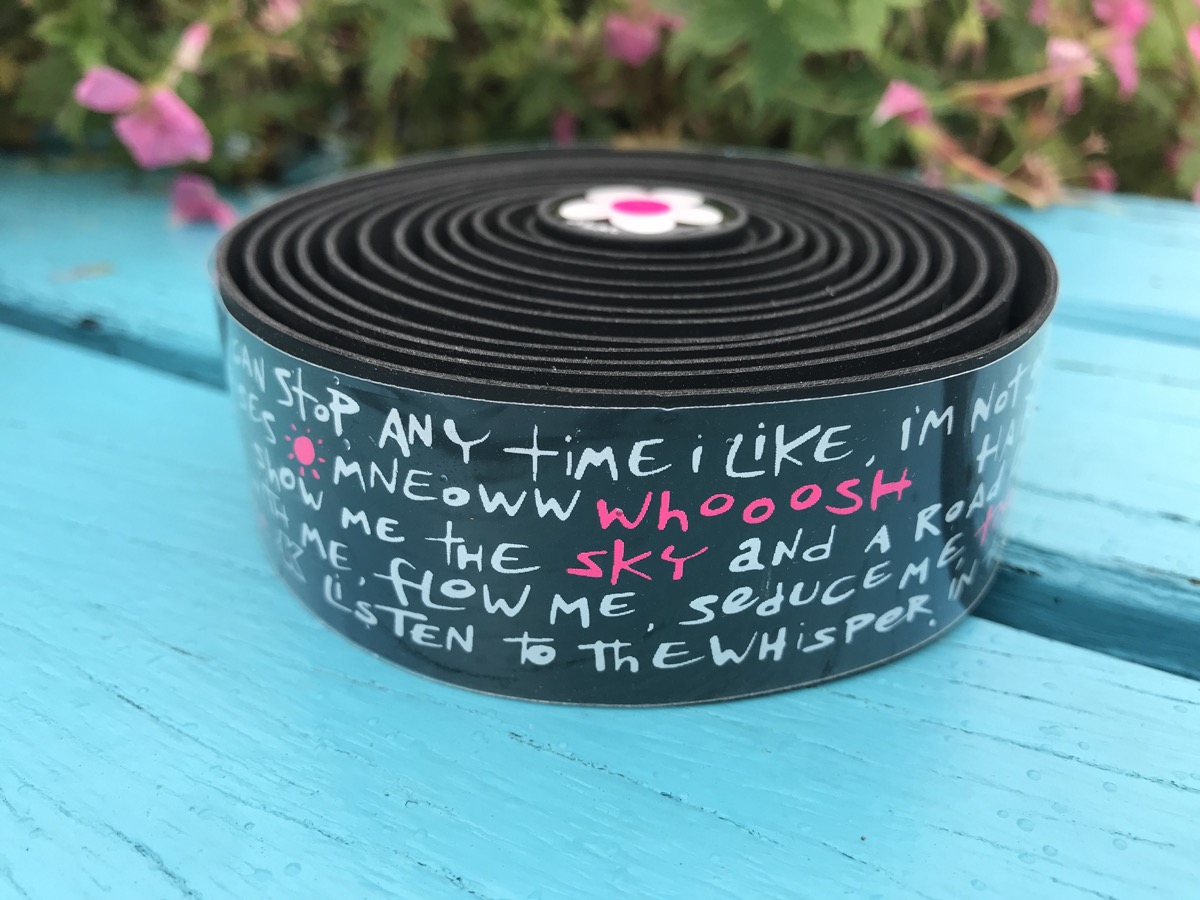 CAN STOP ANY TIME i LiKE, I'M NOT
MNEOWW WHOOOSH
SHOW ME THE SKY and A ROAD
ME, FLOW ME, SEDUCE ME,
LiSTEN To ThE WHiSPER IN